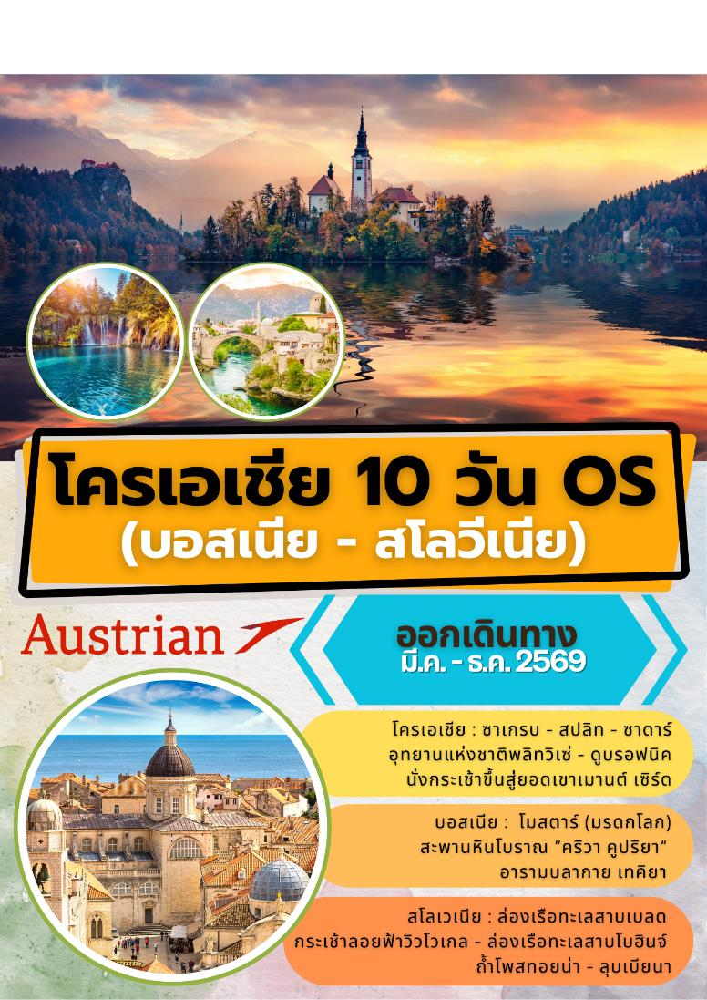 โครเอเชีย 10 วัน OS
(บอสเนีย - สโลวีเนีย)
Austrian
ออกเดินทาง
มี.ค. - ธ.ค. 2569
โครเอเชีย : ซาเกรบ - สปลิท - ซาดาร์
อุทยานแห่งชาติพลิทวิเซ่ - ดูบรอฟนิค
นั่งกระเช้าขึ้นสู่ยอดเขาเมานต์ เซิร์ด
บอสเนีย : โมสตาร์ (มรดกโลก)
สะพานหินโบราณ “คริวา คูปริยา“
อารามบลากาย เทคิยา
สโลเวเนีย : ล่องเรือทะเลสาบเบลด
กระเช้าลอยฟ้าวิวโวเกล - ล่องเรือทะเลสาบโบฮินจ์
ถ้ำโพสทอยน่า - ลุบเบียนา